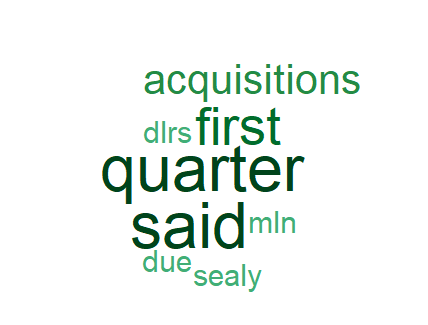 acquisitions
dlrs first
quarter
said mln
due
sealy